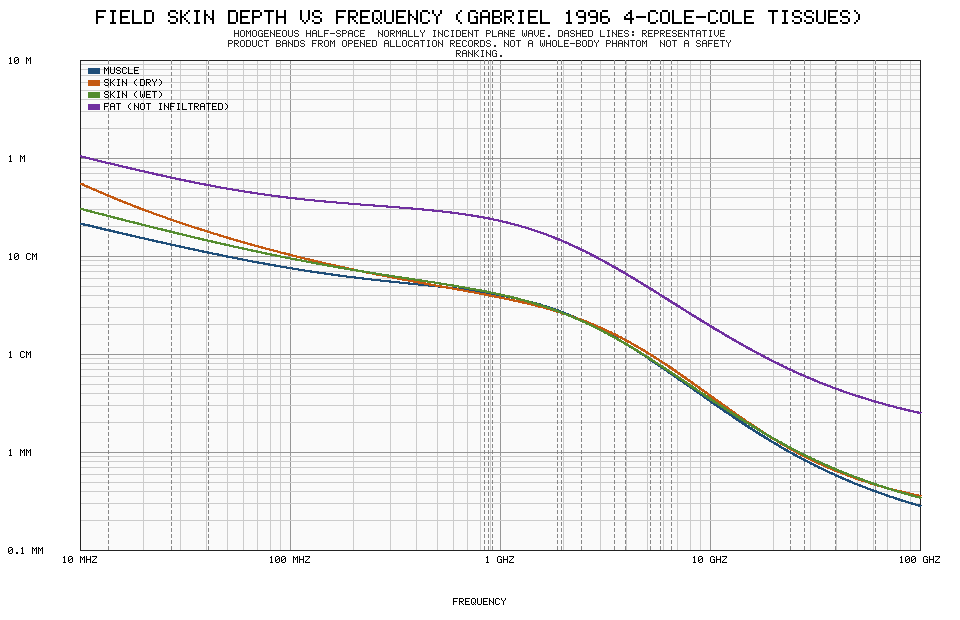 FIELD SKIN DEPTH VS FREQUENCY (GABRIEL 1996 4-COLE-COLE TISSUES)
HOMOGENEOUS HALF-SPACE  NORMALLY INCIDENT PLANE WAVE. DASHED LINES: REPRESENTATIVE
PRODUCT BANDS FROM OPENED ALLOCATION RECORDS. NOT A WHOLE-BODY PHANTOM  NOT A SAFETY
RANKING.
10 M
MUSCLE
SKIN (DRY)
SKIN (WET)
FAT (NOT INFILTRATED)
1 M
10 CM
1 CM
1 MM
0.1 MM
10 MHZ
100 MHZ
1 GHZ
10 GHZ
100 GHZ
FREQUENCY